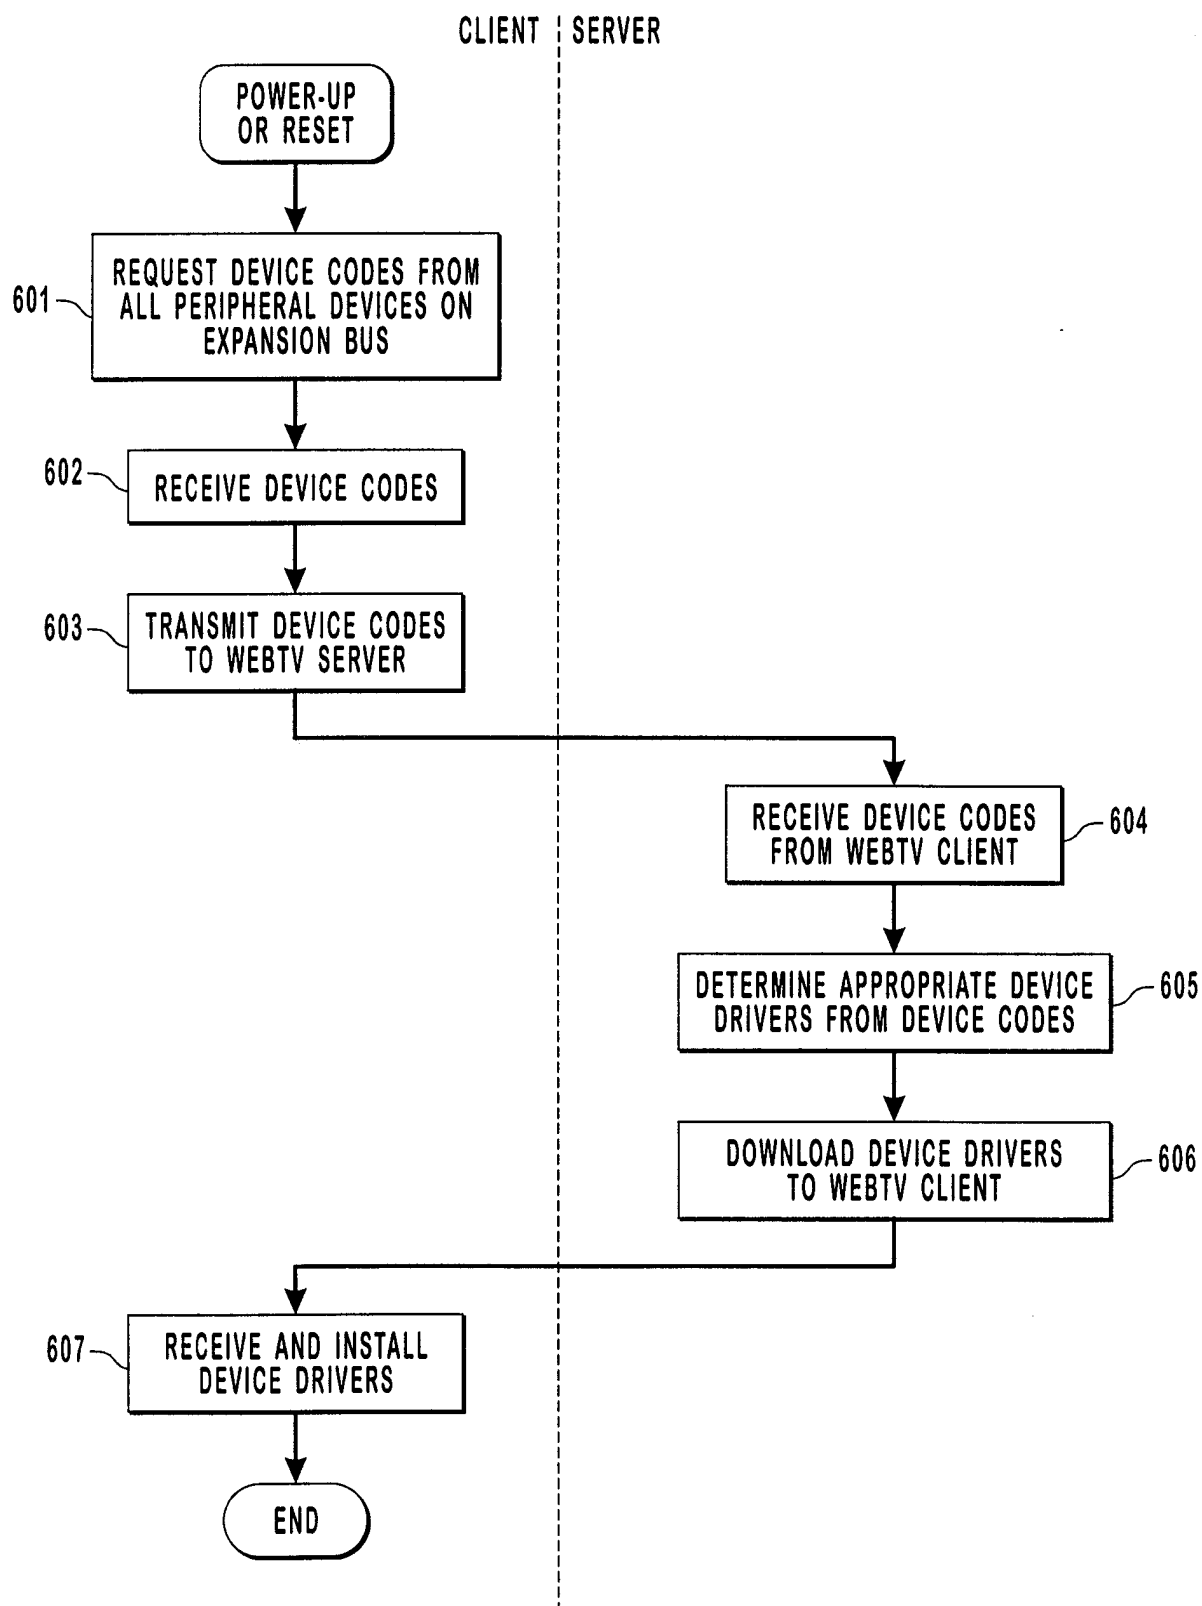 CLIENT
SERVER
POWER-UP
OR RESET
601
REQUEST DEVICE CODES FROM
ALL PERIPHERAL DEVICES ON
EXPANSION BUS
602
RECEIVE DEVICE CODES
603
TRANSMIT DEVICE CODES
TO WEBTV SERVER
RECEIVE DEVICE CODES
FROM WEBTV CLIENT
604
DETERMINE APPROPRIATE DEVICE
DRIVERS FROM DEVICE CODES
605
DOWNLOAD DEVICE DRIVERS
TO WEBTV CLIENT
606
607
RECEIVE AND INSTALL
DEVICE DRIVERS
END